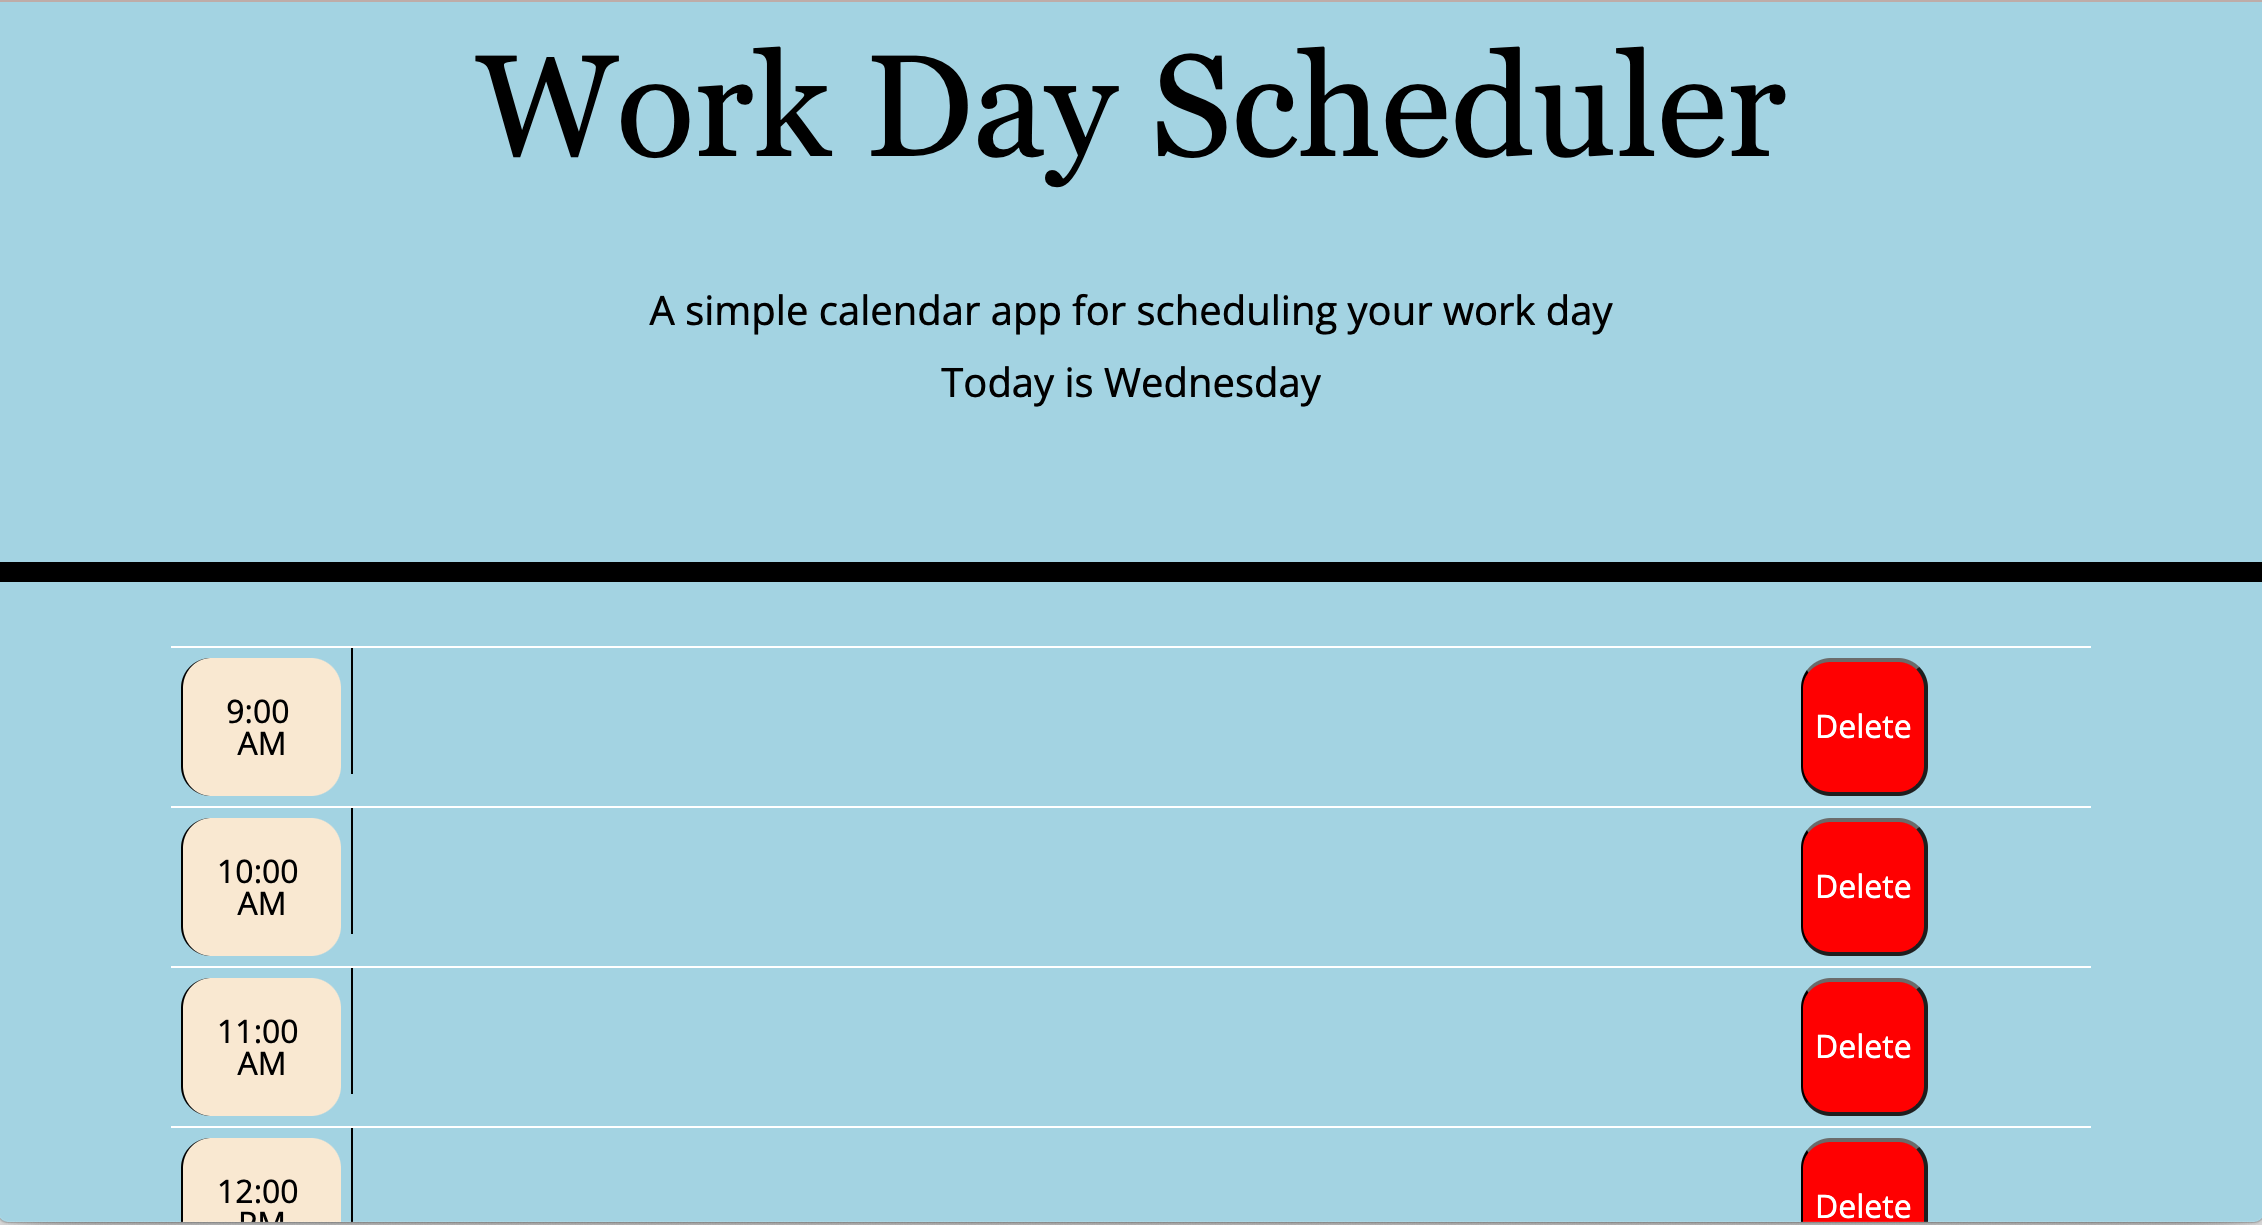 Work Day Scheduler
A simple calendar app for scheduling your work day
Today is Wednesday
9:00
AM
Delete
10:00
AM
Delete
11:00
AM
Delete
12:00
PM
Delete